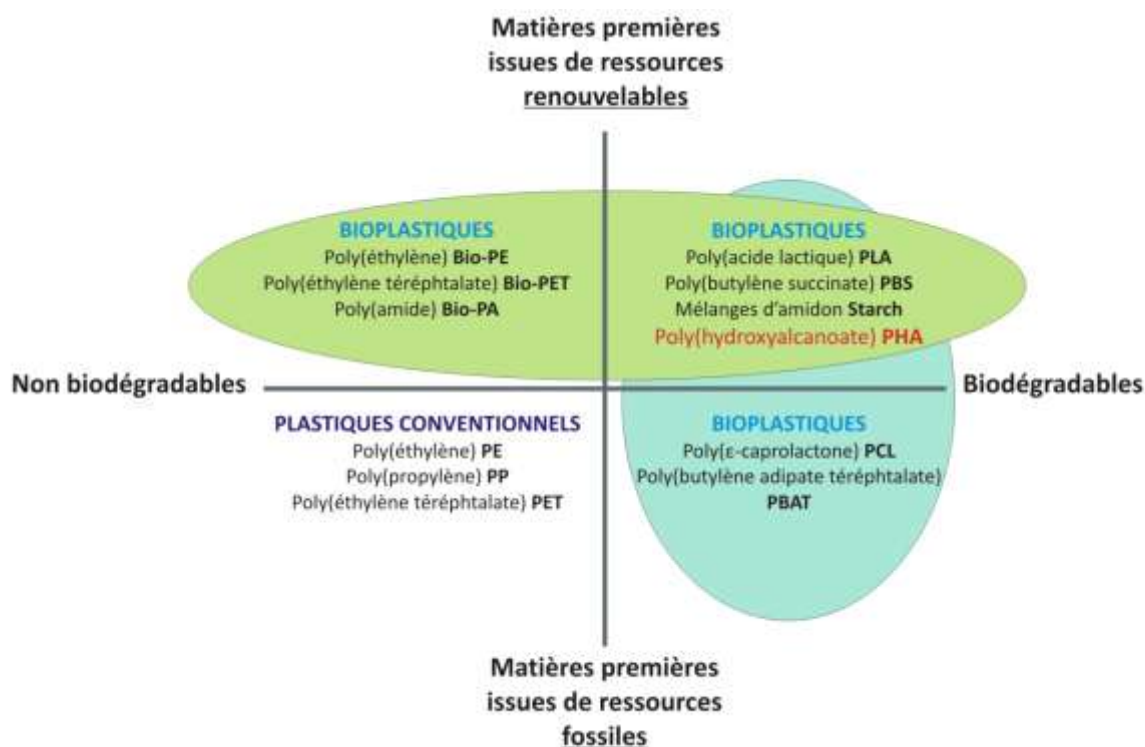 Matières premières
issues de ressources
renouvelables
BIOPLASTIQUES
Poly(éthylène) Bio-PE
Poly(éthylène téréphtalate) Bio-PET
Poly(amide) Bio-PA
BIOPLASTIQUES
Poly(acide lactique) PLA
Poly(butylène succinate) PBS
Mélanges d'amidon Starch
Poly(hydroxyalcanoate) PHA
Non biodégradables
Biodégradables
PLASTIQUES CONVENTIONNELS
Poly(éthylène) PE
Poly(propylène) PP
Poly(éthylène téréphtalate) PET
BIOPLASTIQUES
Poly(ε-caprolactone) PCL
Poly(butylène adipate téréphtalate)
PBAT
Matières premières
issues de ressources
fossiles